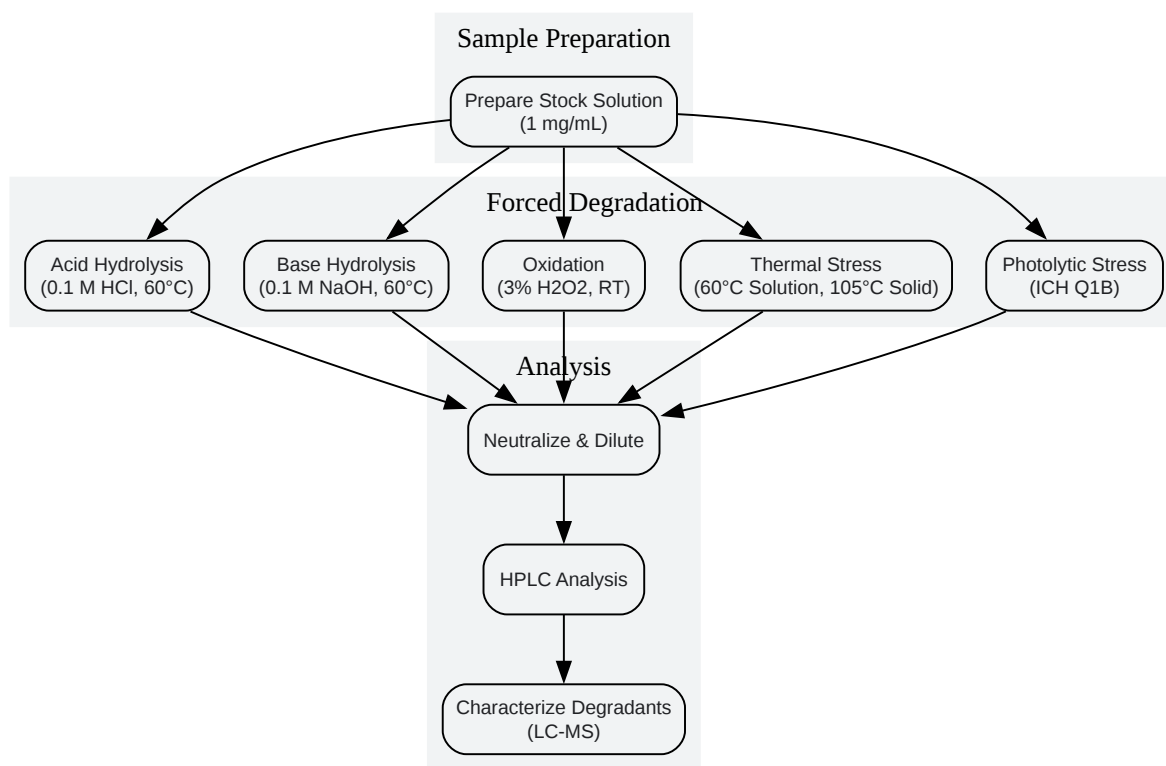 Sample Preparation
Prepare Stock Solution
(1 mg/mL)
Forced Degradation
Acid Hydrolysis
(0.1 M HCl, 60°C)
Base Hydrolysis
(0.1 M NaOH, 60°C)
Oxidation
(3% H2O2, RT)
Thermal Stress
(60°C Solution, 105°C Solid)
Photolytic Stress
(ICH Q1B)
Analysis
Neutralize & Dilute
HPLC Analysis
Characterize Degradants
(LC-MS)